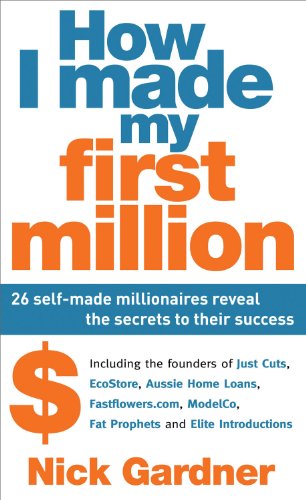 How
I made
my
first
million
26 self-made millionaires reveal
the secrets to their success
$
Including the founders of Just Cuts,
EcoStore, Aussie Home Loans,
Fastflowers.com, ModelCo,
Fat Prophets and Elite Introductions
Nick Gardner